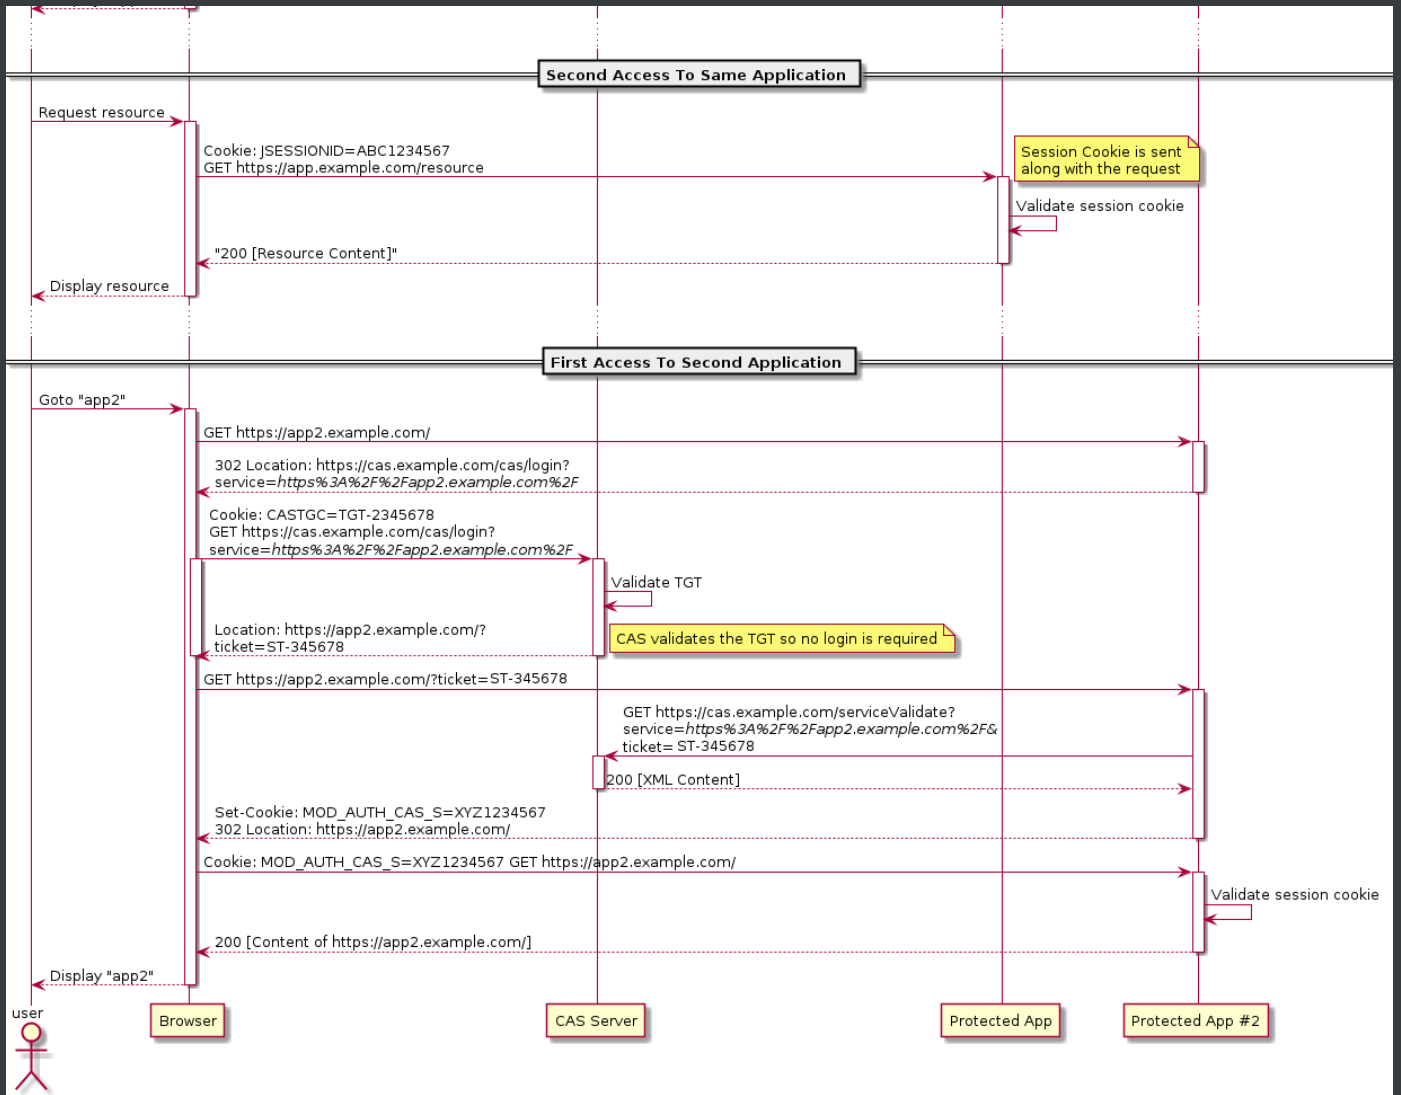 Second Access To Same Application
Request resource
Cookie: JSESSIONID=ABC1234567
GET https://app.example.com/resource
Session Cookie is sent
along with the request
Validate session cookie
"200 [Resource Content]"
Display resource
First Access To Second Application
Goto "app2"
GET https://app2.example.com/
302 Location: https://cas.example.com/cas/login?
service=https%3A%2F%2Fapp2.example.com%2F
Cookie: CASTGC=TGT-2345678
GET https://cas.example.com/cas/login?
service=https%3A%2F%2Fapp2.example.com%2F
Validate TGT
Location: https://app2.example.com/?
ticket=ST-345678
CAS validates the TGT so no login is required
GET https://app2.example.com/?ticket=ST-345678
GET https://cas.example.com/serviceValidate?
service=https%3A%2F%2Fapp2.example.com%2F&
ticket= ST-345678
200 [XML Content]
Set-Cookie: MOD_AUTH_CAS_S=XYZ1234567
302 Location: https://app2.example.com/
Cookie: MOD_AUTH_CAS_S=XYZ1234567 GET https://app2.example.com/
Validate session cookie
200 [Content of https://app2.example.com/]
Display "app2"
user
Browser
CAS Server
Protected App
Protected App #2